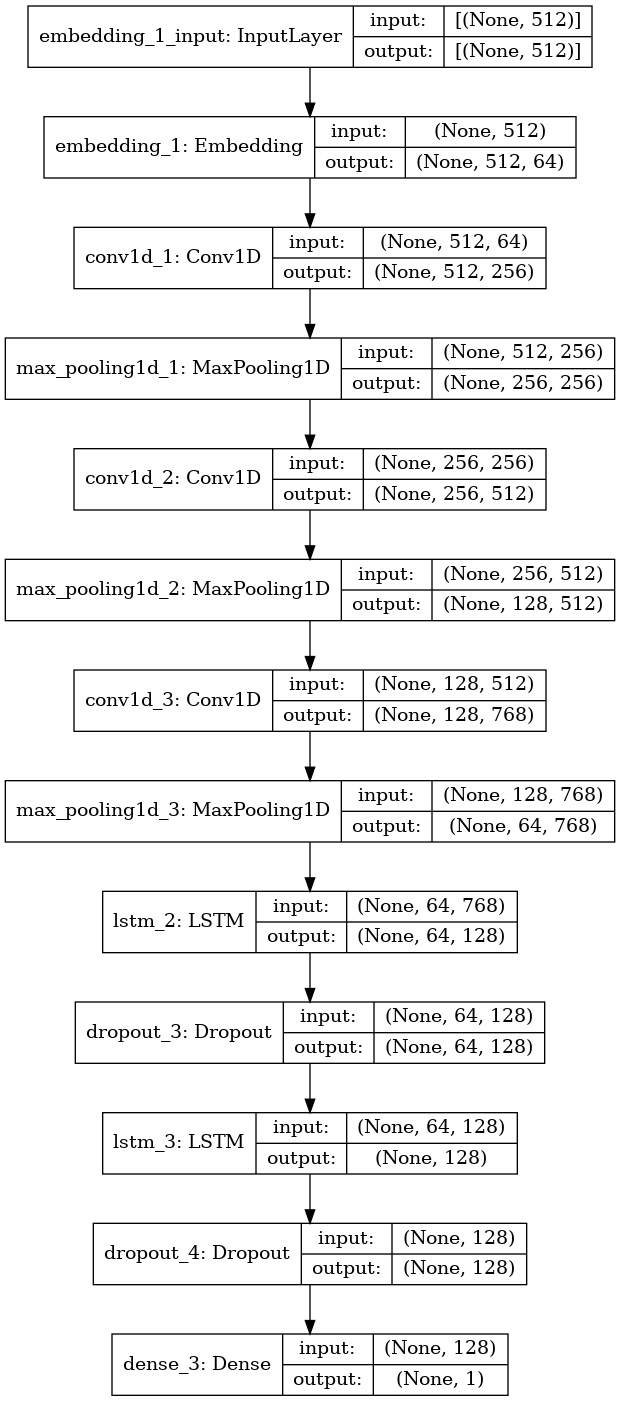 embedding_1_input: InputLayer
input: [(None, 512)]
output: [(None, 512)]
embedding_1: Embedding
input: (None, 512)
output: (None, 512, 64)
conv1d_1: Conv1D
input: (None, 512, 64)
output: (None, 512, 256)
max_pooling1d_1: MaxPooling1D
input: (None, 512, 256)
output: (None, 256, 256)
conv1d_2: Conv1D
input: (None, 256, 256)
output: (None, 256, 512)
max_pooling1d_2: MaxPooling1D
input: (None, 256, 512)
output: (None, 128, 512)
conv1d_3: Conv1D
input: (None, 128, 512)
output: (None, 128, 768)
max_pooling1d_3: MaxPooling1D
input: (None, 128, 768)
output: (None, 64, 768)
lstm_2: LSTM
input: (None, 64, 768)
output: (None, 64, 128)
dropout_3: Dropout
input: (None, 64, 128)
output: (None, 64, 128)
lstm_3: LSTM
input: (None, 64, 128)
output: (None, 128)
dropout_4: Dropout
input: (None, 128)
output: (None, 128)
dense_3: Dense
input: (None, 128)
output: (None, 1)